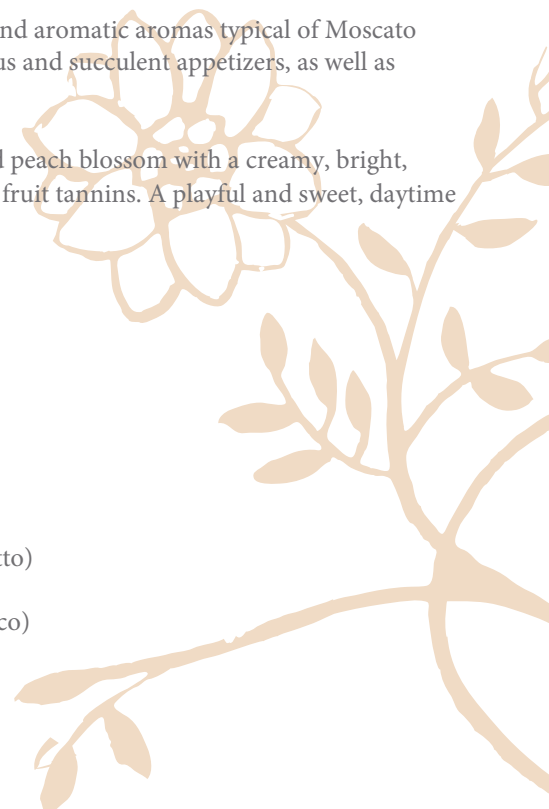 nd aromatic aromas typical of Moscato
us and succulent appetizers, as well as
d peach blossom with a creamy, bright,
fruit tannins. A playful and sweet, daytime
tto)
co)